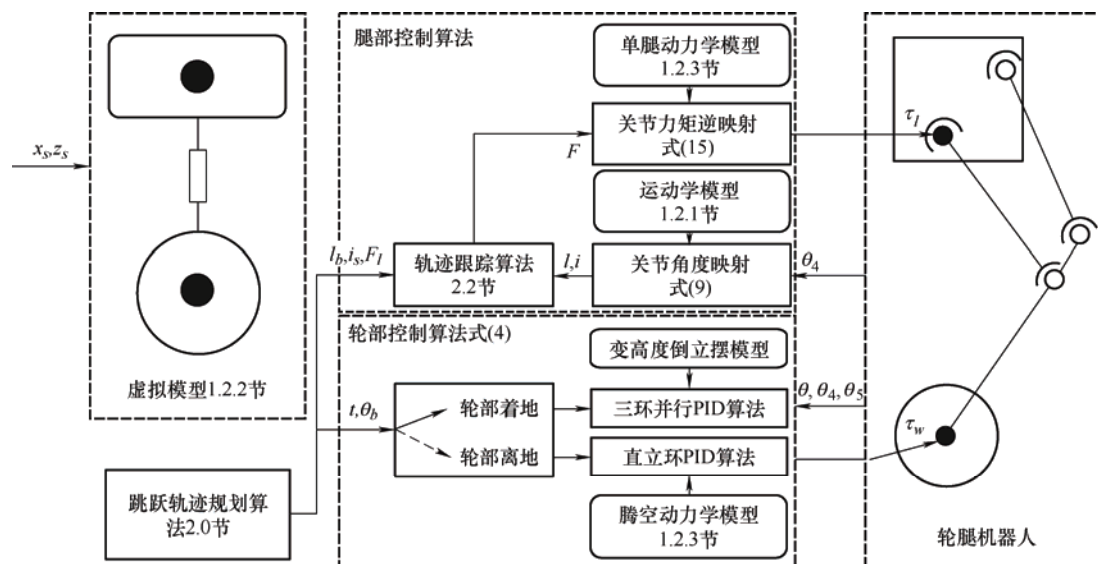 x_s,z_s
虚拟模型1.2.2节
跳跃轨迹规划算
法2.0节
腿部控制算法
单腿动力学模型
1.2.3节
关节力矩逆映射
式(15)
F
τ_l
运动学模型
1.2.1节
l_b,i_s,F_l
轨迹跟踪算法
2.2节
l,i
关节角度映射
式(9)
θ_4
轮部控制算法式(4)
变高度倒立摆模型
t,θ_b
轮部着地
三环并行PID算法
θ,θ_4,θ_5
轮部离地
直立环PID算法
τ_w
腾空动力学模型
1.2.3节
轮腿机器人